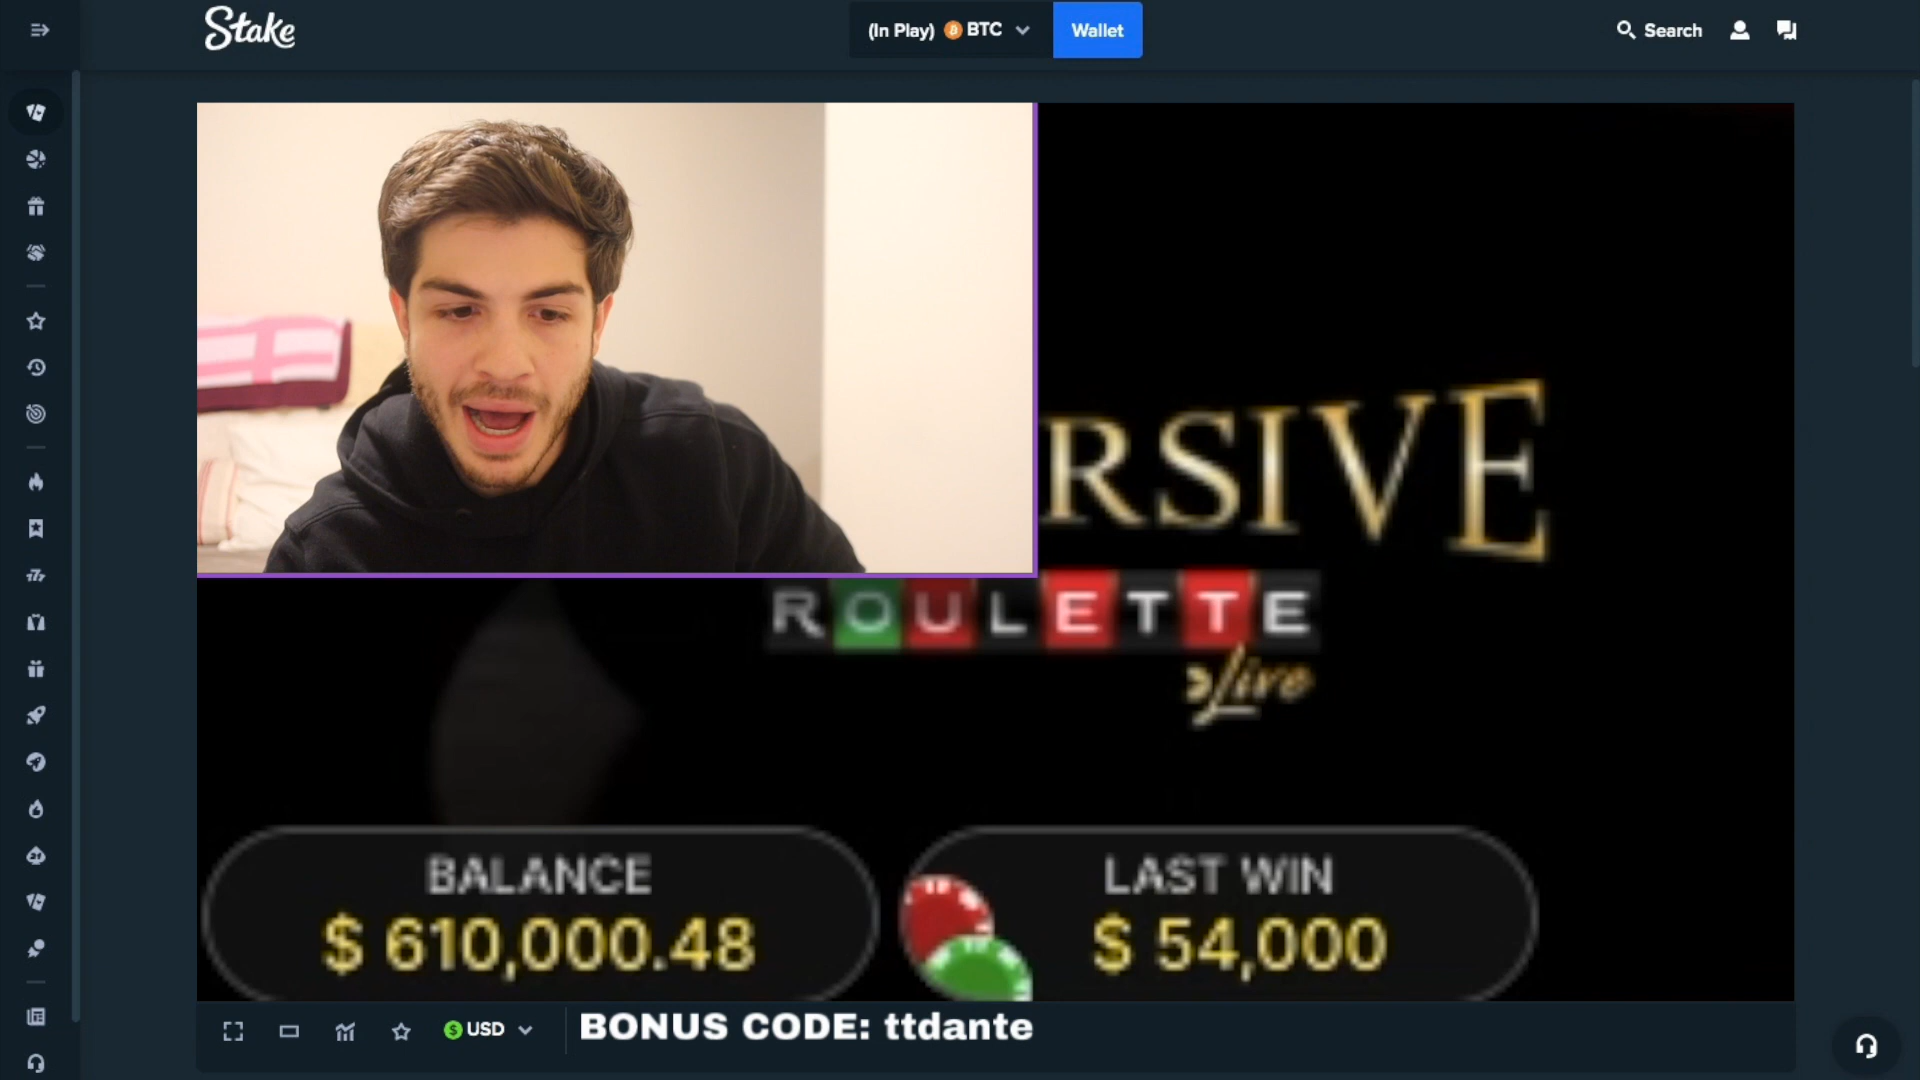 Stake
(In Play) BTC
Wallet
Search
RSIVE
ROULETTE
Live
BALANCE
$ 610,000.48
LAST WIN
$ 54,000
USD
BONUS CODE: ttdante